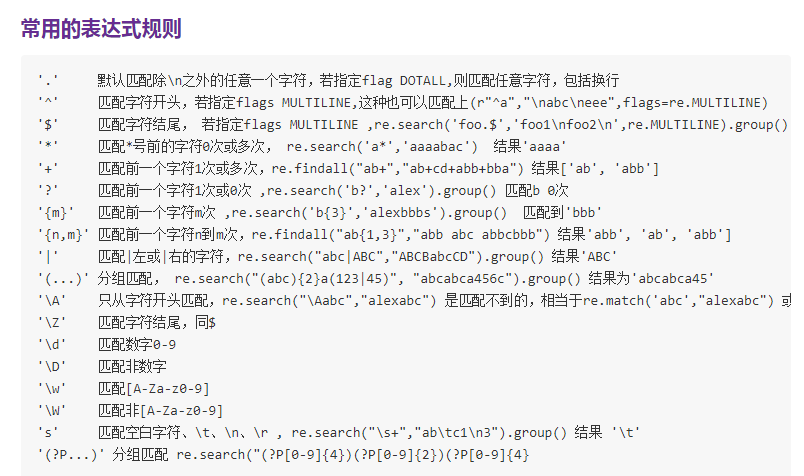 常用的表达式规则
'.' 默认匹配除\n之外的任意一个字符，若指定flag DOTALL,则匹配任意字符，包括换行
'^' 匹配字符开头，若指定flags MULTILINE,这种也可以匹配上(r"^a","\nabc\neee",flags=re.MULTILINE)
'$' 匹配字符结尾， 若指定flags MULTILINE ,re.search('foo.$','foo1\nfoo2\n',re.MULTILINE).group()
'*' 匹配*号前的字符0次或多次， re.search('a*','aaaabac') 结果'aaaa'
'+' 匹配前一个字符1次或多次，re.findall("ab+","ab+cd+abb+bba") 结果['ab', 'abb']
'?' 匹配前一个字符1次或0次 ,re.search('b?','alex').group() 匹配b 0次
'{m}' 匹配前一个字符m次 ,re.search('b{3}','alexbbbs').group() 匹配到'bbb'
'{n,m}' 匹配前一个字符n到m次，re.findall("ab{1,3}","abb abc abbcbbb") 结果'abb', 'ab', 'abb']
'|' 匹配|左或|右的字符，re.search("abc|ABC","ABCBabcCD").group() 结果'ABC'
'(...)' 分组匹配， re.search("(abc){2}a(123|45)", "abcabca456c").group() 结果为'abcabca45'
'\A' 只从字符开头匹配，re.search("\Aabc","alexabc") 是匹配不到的，相当于re.match('abc',"alexabc") 或
'\Z' 匹配字符结尾，同$
'\d' 匹配数字0-9
'\D' 匹配非数字
'\w' 匹配[A-Za-z0-9]
'\W' 匹配非[A-Za-z0-9]
's' 匹配空白字符、\t、\n、\r , re.search("\s+","ab\tc1\n3").group() 结果 '\t'
'(?P...)' 分组匹配 re.search("(?P[0-9]{4})(?P[0-9]{2})(?P[0-9]{4}